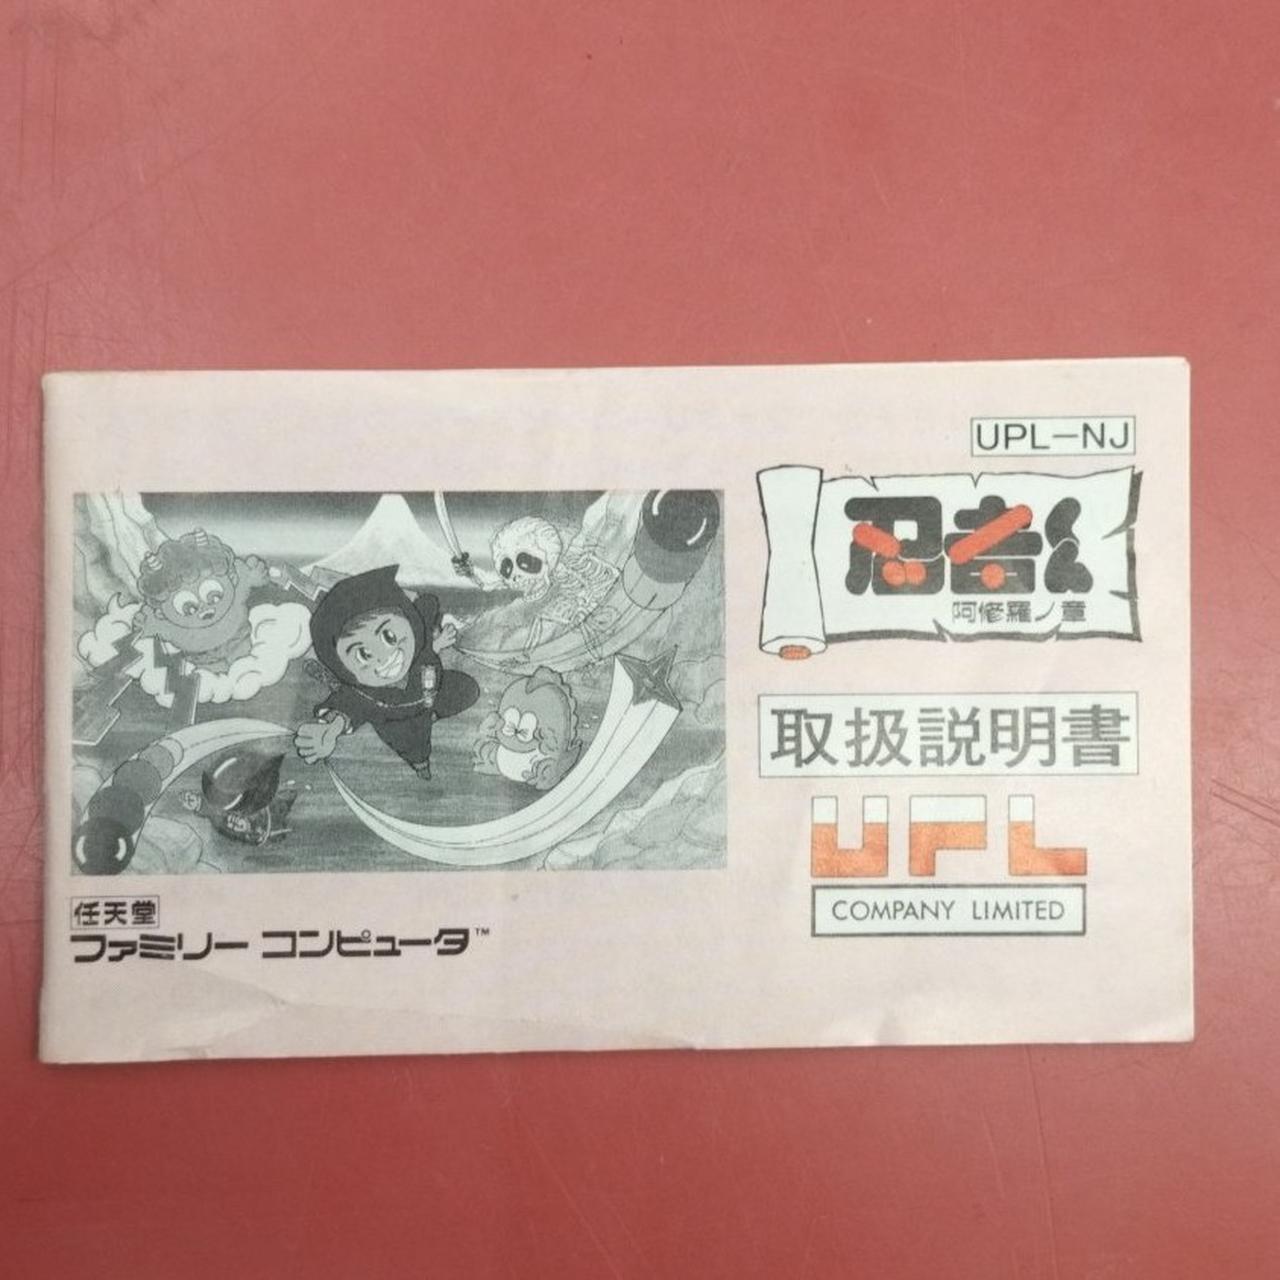 UPL-NJ
忍者くん
阿修羅ノ章
取扱説明書
UPL
COMPANY LIMITED
任天堂
ファミリー コンピュータ™